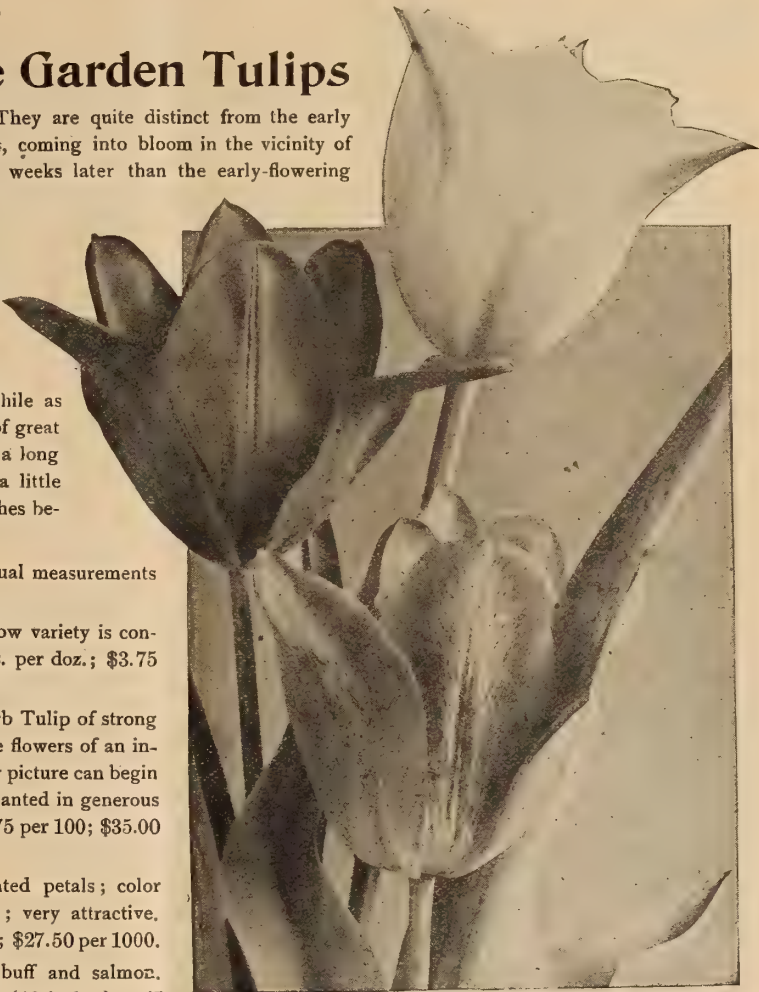 Garden Tulips
They are quite distinct from the early
coming into bloom in the vicinity of
weeks later than the early-flowering
hile as
of great
a long
a little
hes be-
ual measurements
ow variety is con-
. per doz.; $3.75
rb Tulip of strong
e flowers of an in-
r picture can begin
anted in generous
75 per 100; $35.00
ated petals; color
; very attractive.
; $27.50 per 1000.
buff and salmon.